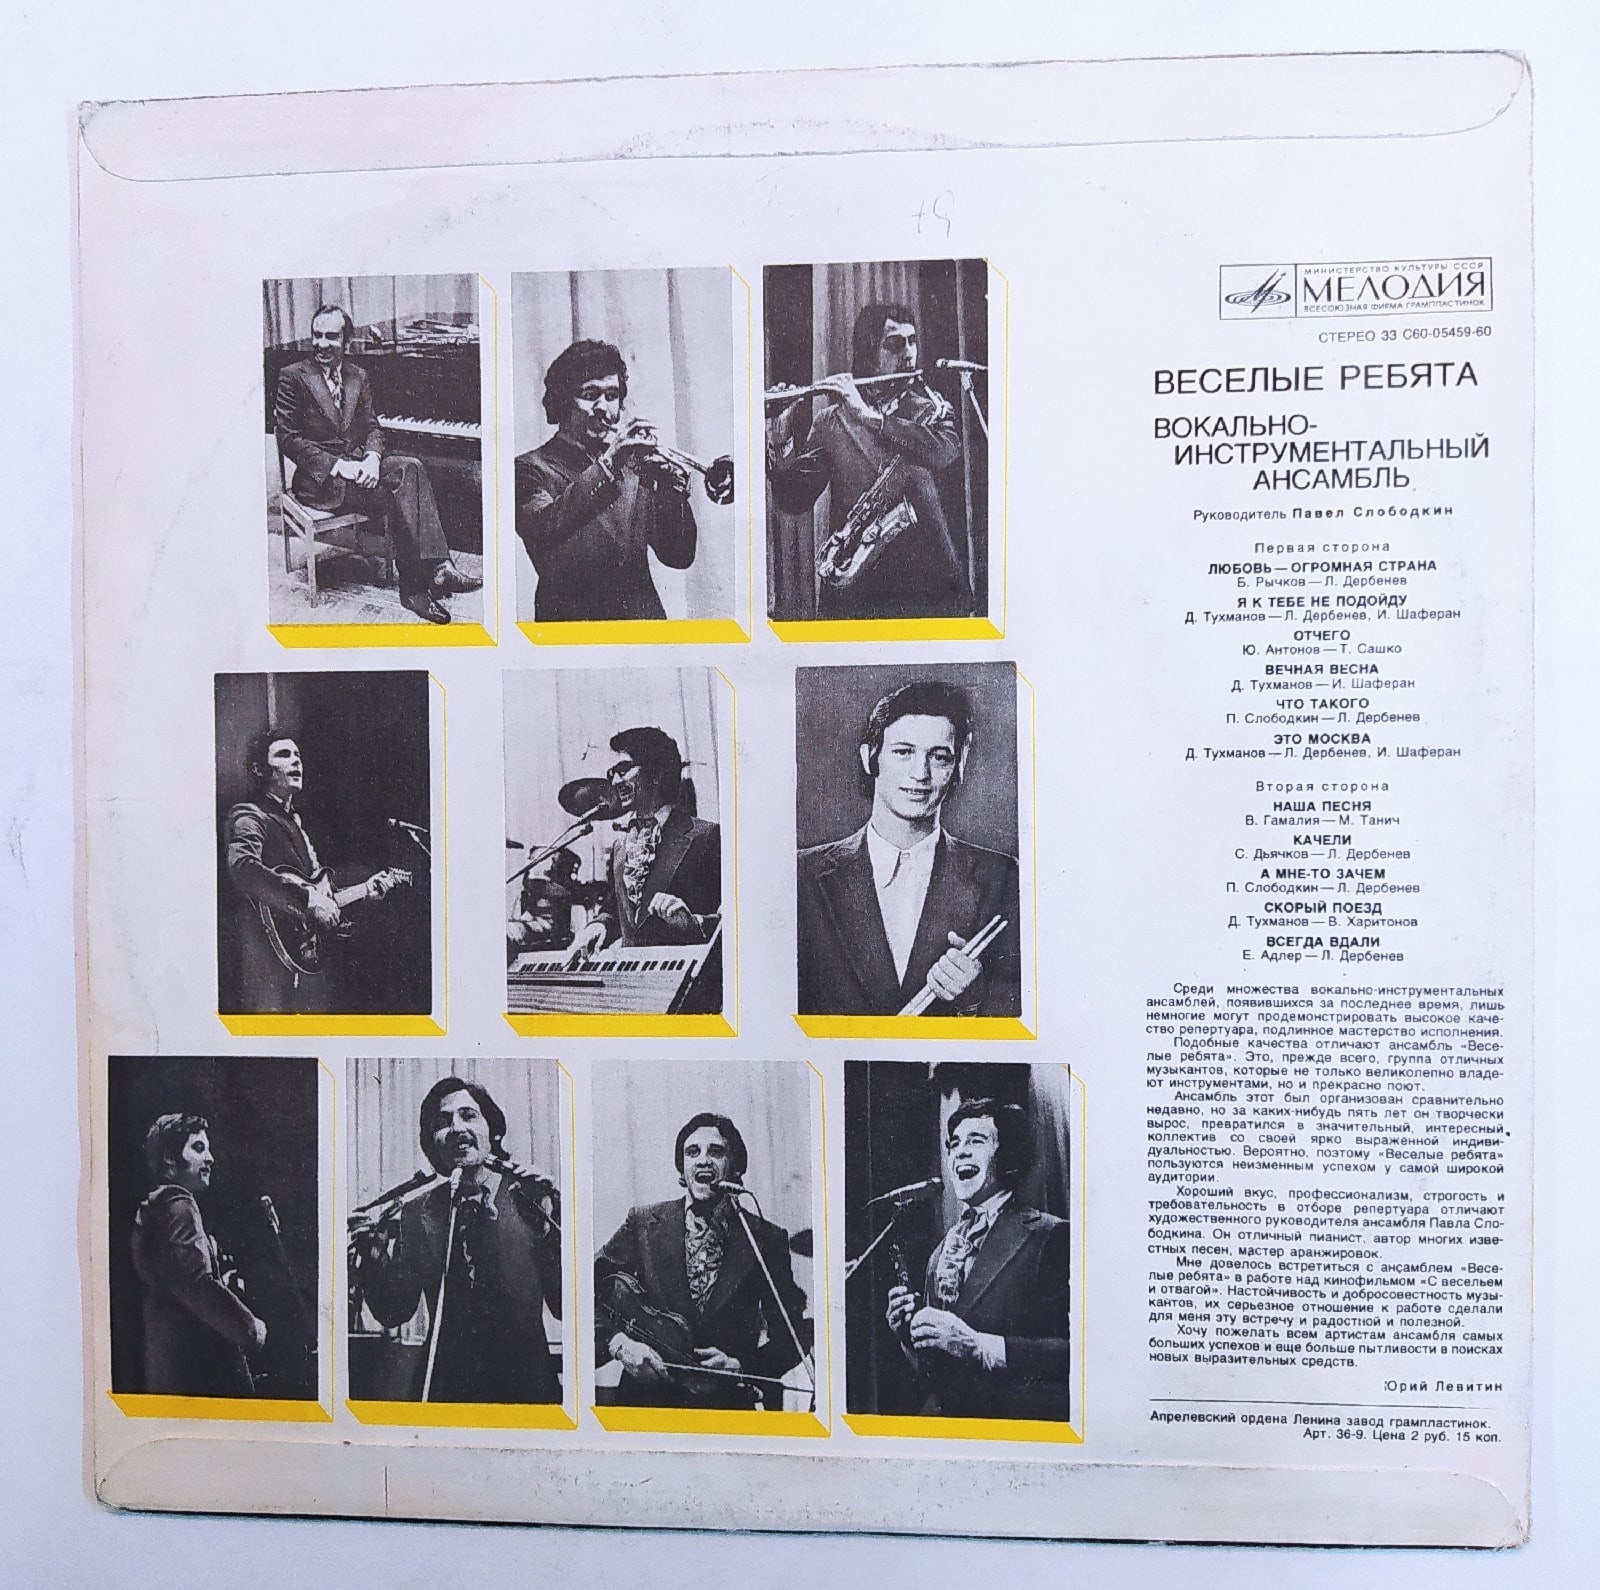 МИНИСТЕРСТВО КУЛЬТУРЫ СССР
МЕЛОДИЯ
ВСЕСОЮЗНАЯ ФИРМА ГРАМПЛАСТИНОК
СТЕРЕО 33 С60-05459-60
ВЕСЕЛЫЕ РЕБЯТА
ВОКАЛЬНО-
ИНСТРУМЕНТАЛЬНЫЙ
АНСАМБЛЬ
Руководитель Павел Слободкин
Первая сторона
ЛЮБОВЬ — ОГРОМНАЯ СТРАНА
Б. Рычков — Л. Дербенев
Я К ТЕБЕ НЕ ПОДОЙДУ
Д. Тухманов — Л. Дербенев, И. Шаферан
ОТЧЕГО
Ю. Антонов — Т. Сашко
ВЕЧНАЯ ВЕСНА
Д. Тухманов — И. Шаферан
ЧТО ТАКОГО
П. Слободкин — Л. Дербенев
ЭТО МОСКВА
Д. Тухманов — Л. Дербенев, И. Шаферан
Вторая сторона
НАША ПЕСНЯ
В. Гамалия — М. Танич
КАЧЕЛИ
С. Дьячков — Л. Дербенев
А МНЕ-ТО ЗАЧЕМ
П. Слободкин — Л. Дербенев
СКОРЫЙ ПОЕЗД
Д. Тухманов — В. Харитонов
ВСЕГДА ВДАЛИ
Е. Адлер — Л. Дербенев
Среди множества вокально-инструментальных
ансамблей, появившихся за последнее время, лишь
немногие могут продемонстрировать высокое каче-
ство репертуара, подлинное мастерство исполнения.
Подобные качества отличают ансамбль «Весе-
лые ребята». Это, прежде всего, группа отличных
музыкантов, которые не только великолепно владе-
ют инструментами, но и прекрасно поют.
Ансамбль этот был организован сравнительно
недавно, но за каких-нибудь пять лет он творчески
вырос, превратился в значительный, интересный
коллектив со своей ярко выраженной индиви-
дуальностью. Вероятно, поэтому «Веселые ребята»
пользуются неизменным успехом у самой широкой
аудитории.
Хороший вкус, профессионализм, строгость и
требовательность в отборе репертуара отличают
художественного руководителя ансамбля Павла Сло-
бодкина. Он отличный пианист, автор многих изве-
стных песен, мастер аранжировок.
Мне довелось встретиться с ансамблем «Весе-
лые ребята» в работе над кинофильмом «С весельем
и отвагой». Настойчивость и добросовестность музы-
кантов, их серьезное отношение к работе сделали
для меня эту встречу и радостной и полезной.
Хочу пожелать всем артистам ансамбля самых
больших успехов и еще больше пытливости в поисках
новых выразительных средств.
Юрий Левитин
Апрелевский ордена Ленина завод грампластинок.
Арт. 36-9. Цена 2 руб. 15 коп.